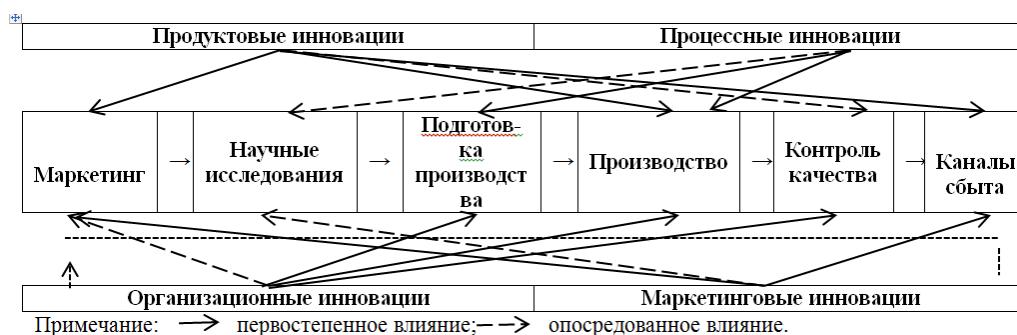 Продуктовые инновации
Процессные инновации
Маркетинг
Научные
исследования
Подготов-
ка
производст
ва
Производство
Контроль
качества
Каналы
сбыта
Организационные инновации
Маркетинговые инновации
Примечание: первостепенное влияние; опосредованное влияние.